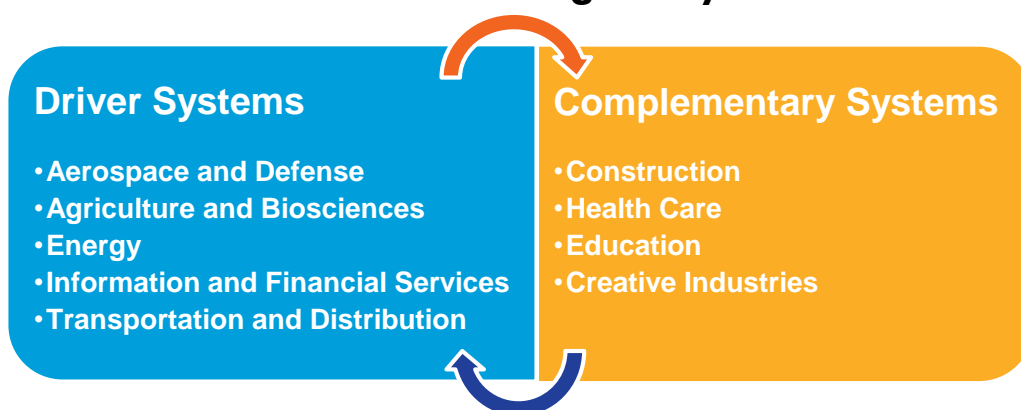 Driver Systems
•Aerospace and Defense
•Agriculture and Biosciences
•Energy
•Information and Financial Services
•Transportation and Distribution
Complementary Systems
•Construction
•Health Care
•Education
•Creative Industries